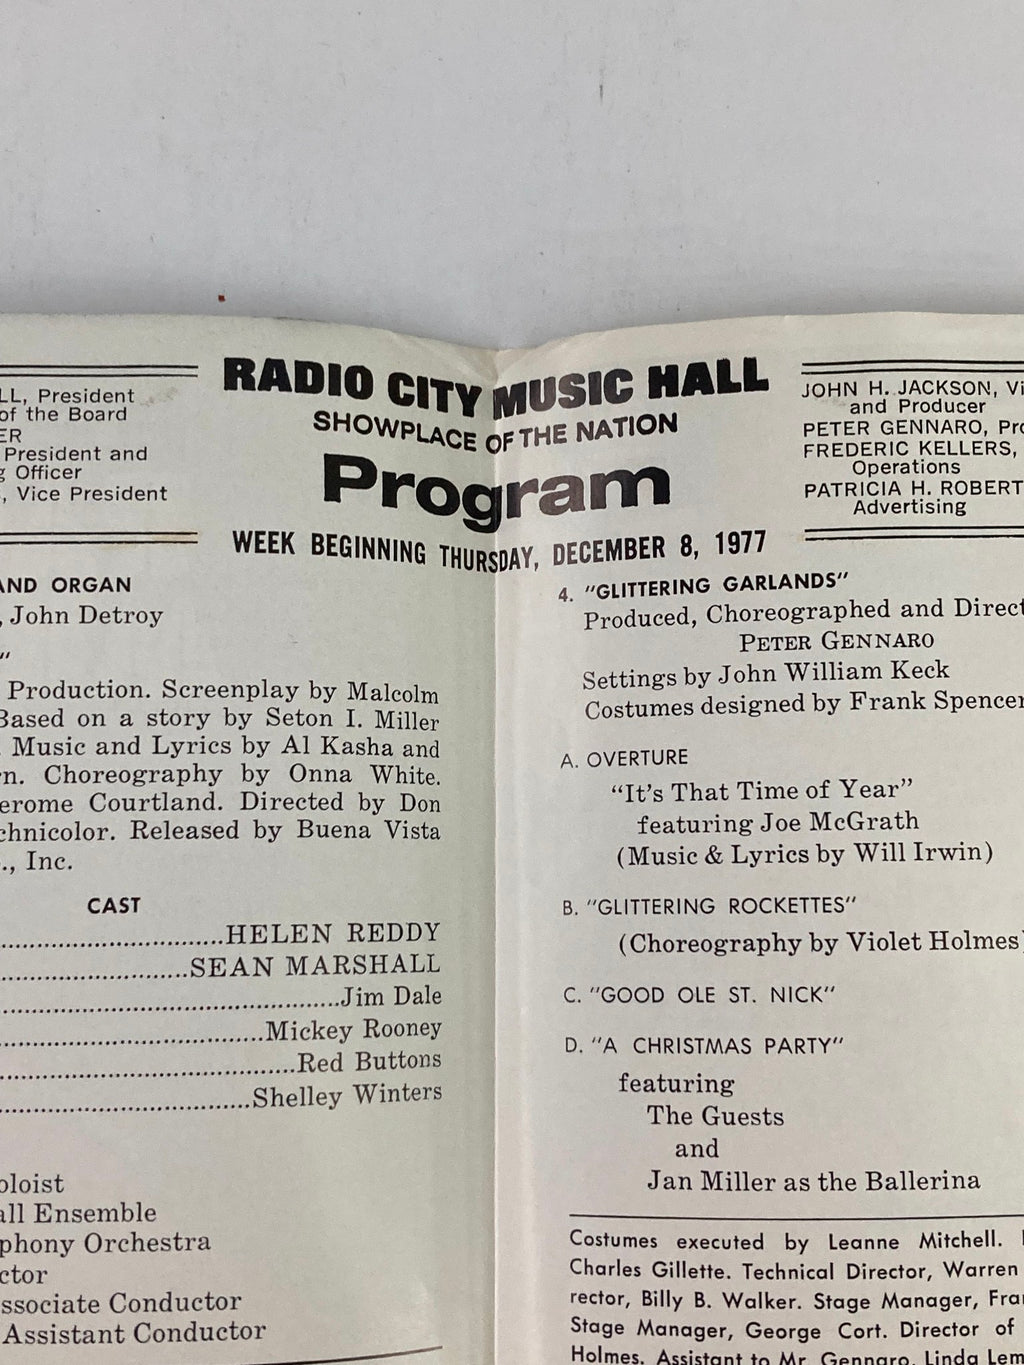 RADIO CITY MUSIC HALL
SHOWPLACE OF THE NATION
Program
WEEK BEGINNING THURSDAY, DECEMBER 8, 1977
LL, President
of the Board
ER
President and
g Officer
, Vice President
JOHN H. JACKSON, Vi
and Producer
PETER GENNARO, Pro
FREDERIC KELLERS,
Operations
PATRICIA H. ROBERT
Advertising
AND ORGAN
, John Detroy
"
Production. Screenplay by Malcolm
Based on a story by Seton I. Miller
. Music and Lyrics by Al Kasha and
rn. Choreography by Onna White.
erome Courtland. Directed by Don
chnicolor. Released by Buena Vista
., Inc.
CAST
HELEN REDDY
SEAN MARSHALL
Jim Dale
Mickey Rooney
Red Buttons
Shelley Winters
oloist
all Ensemble
phony Orchestra
ctor
ssociate Conductor
Assistant Conductor
4. "GLITTERING GARLANDS"
Produced, Choreographed and Direct
PETER GENNARO
Settings by John William Keck
Costumes designed by Frank Spencer
A. OVERTURE
"It's That Time of Year"
featuring Joe McGrath
(Music & Lyrics by Will Irwin)
B. "GLITTERING ROCKETTES"
(Choreography by Violet Holmes)
C. "GOOD OLE ST. NICK"
D. "A CHRISTMAS PARTY"
featuring
The Guests
and
Jan Miller as the Ballerina
Costumes executed by Leanne Mitchell.
Charles Gillette. Technical Director, Warren
rector, Billy B. Walker. Stage Manager, Fra
Stage Manager, George Cort. Director of
Holmes. Assistant to Mr. Gennaro, Linda Lem